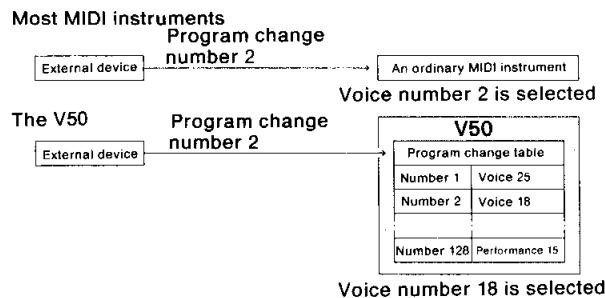 Most MIDI instruments
Program change
number 2
External device
An ordinary MIDI instrument
Voice number 2 is selected
The V50
Program change
number 2
External device
V50
Program change table
Number 1 Voice 25
Number 2 Voice 18
Number 128 Performance 15
Voice number 18 is selected